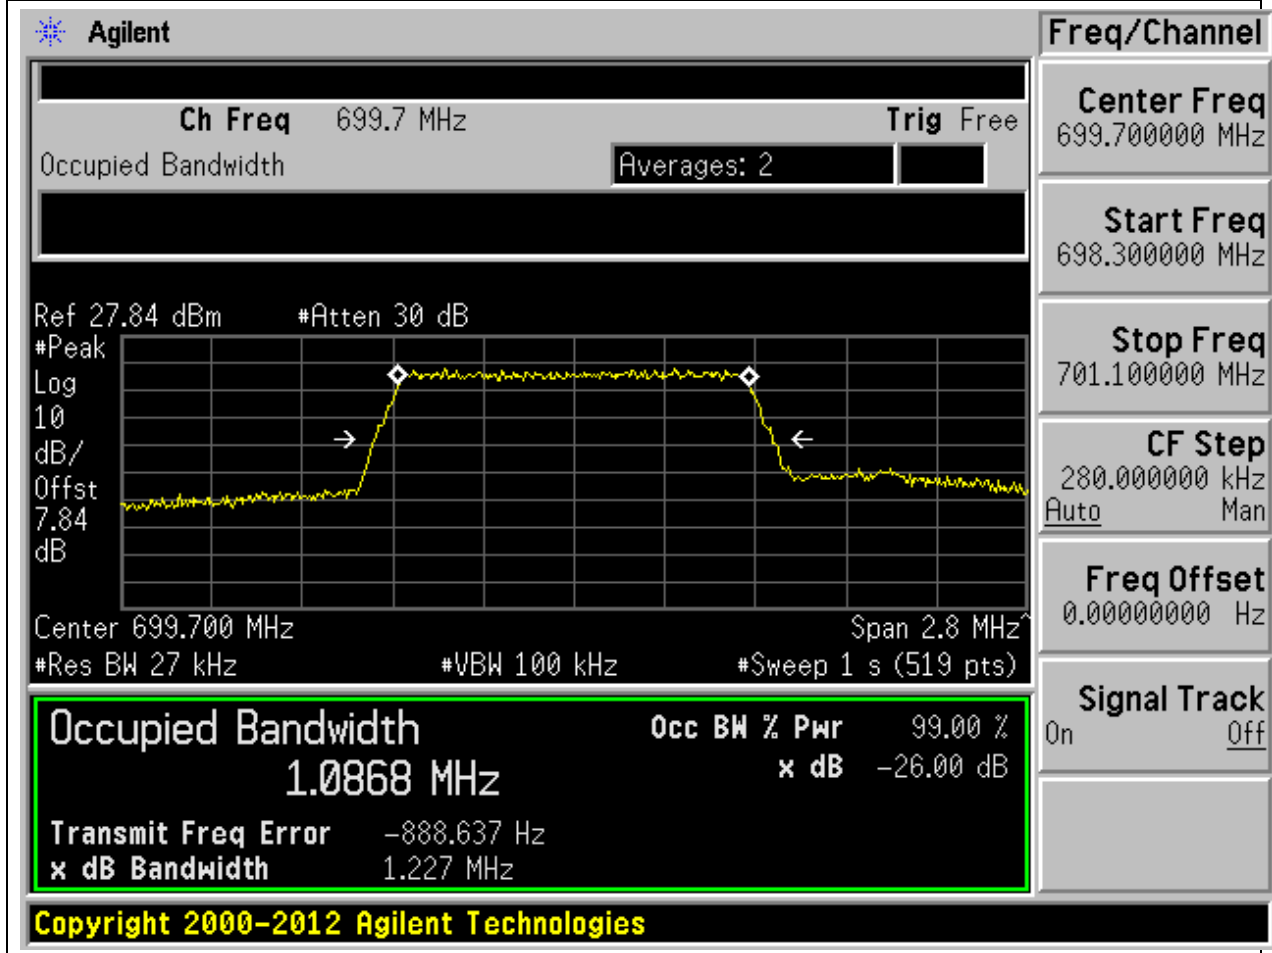 Agilent
Freq/Channel
Ch Freq 699.7 MHz Trig Free
Occupied Bandwidth Averages: 2
Center Freq
699.700000 MHz
Start Freq
698.300000 MHz
Stop Freq
701.100000 MHz
CF Step
280.000000 kHz
Auto Man
Freq Offset
0.00000000 Hz
Signal Track
On Off
Ref 27.84 dBm #Atten 30 dB
#Peak
Log
10
dB/
Offst
7.84
dB
Center 699.700 MHz Span 2.8 MHz^
#Res BW 27 kHz #VBW 100 kHz #Sweep 1 s (519 pts)
Occupied Bandwidth Occ BW % Pwr 99.00 %
1.0868 MHz x dB -26.00 dB
Transmit Freq Error -888.637 Hz
x dB Bandwidth 1.227 MHz
Copyright 2000-2012 Agilent Technologies